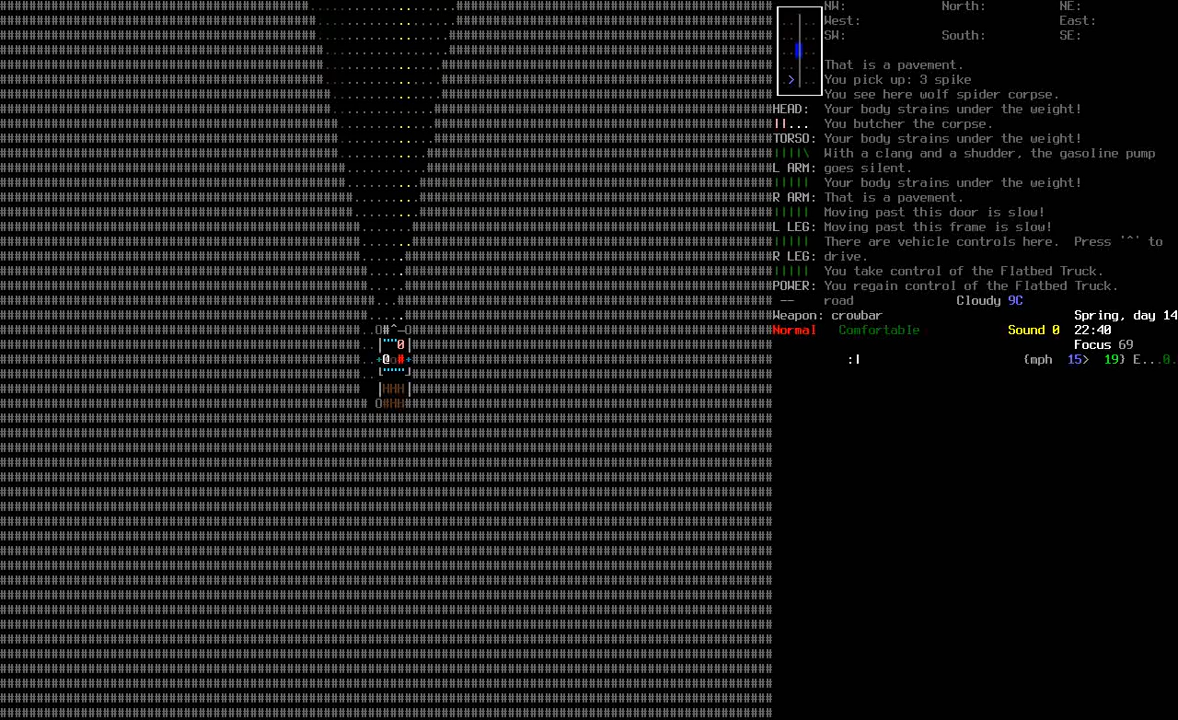 NW: North: NE:
West: East:
SW: South: SE:
That is a pavement.
You pick up: 3 spike
You see here wolf spider corpse.
HEAD: Your body strains under the weight!
||... You butcher the corpse.
TORSO: Your body strains under the weight!
||||\ With a clang and a shudder, the gasoline pump
L ARM: goes silent.
||||| Your body strains under the weight!
R ARM: That is a pavement.
||||| Moving past this door is slow!
L LEG: Moving past this frame is slow!
||||| There are vehicle controls here. Press '^' to
R LEG: drive.
||||| You take control of the Flatbed Truck.
POWER: You regain control of the Flatbed Truck.
-- road Cloudy 9C
Weapon: crowbar Spring, day 14
Normal Comfortable Sound 0 22:40
Focus 69
:| {mph 15> 19} E...0.